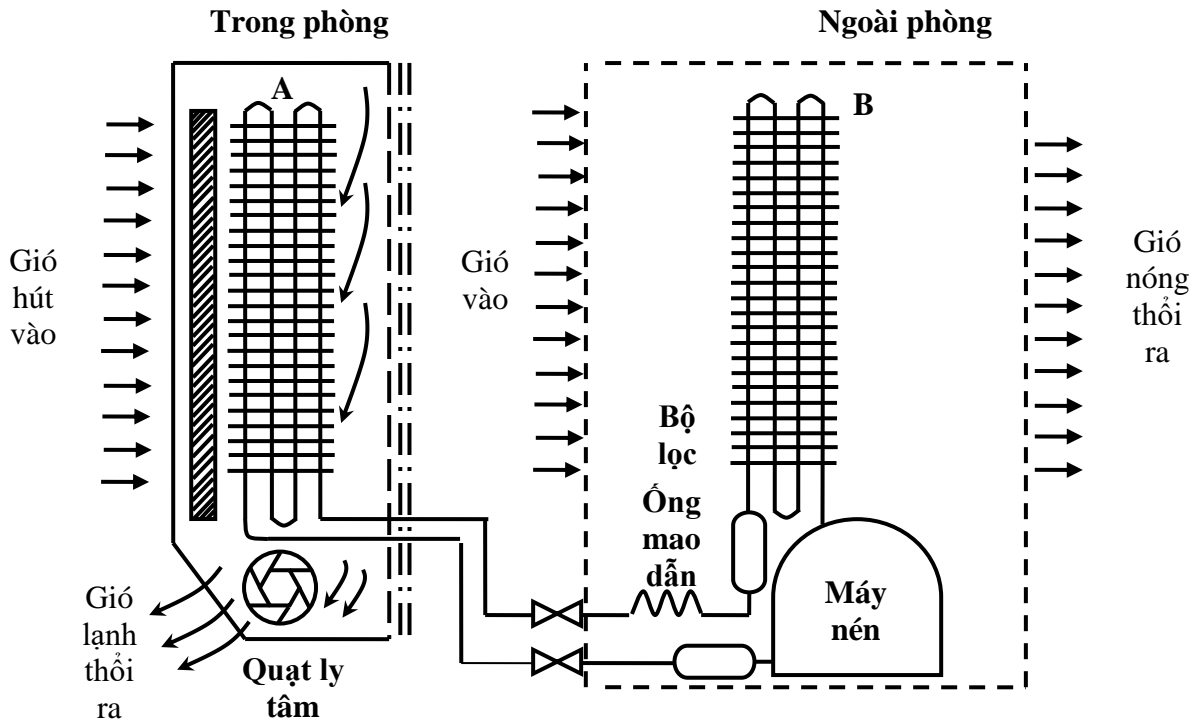 Trong phòng
Ngoài phòng
A
B
Gió
hút
vào
Gió
vào
Gió
nóng
thổi
ra
Bộ
lọc
Ống
mao
dẫn
Máy
nén
Gió
lạnh
thổi
ra
Quạt ly
tâm